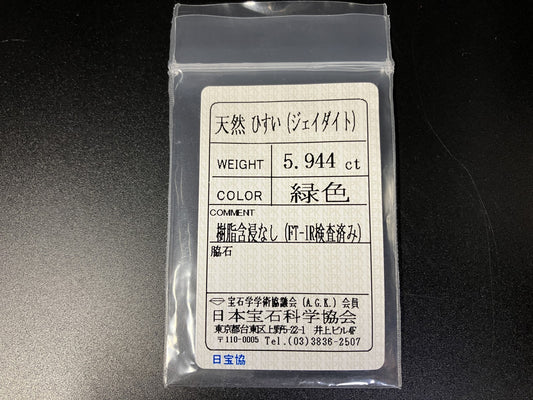 天然 ひすい (ジェイダイト)
WEIGHT 5.944 ct
COLOR 緑色
COMMENT
樹脂含浸なし (FT-IR検査済み)
脇石
宝石学学術協議会 (A.G.K.) 会員
日本宝石科学協会
東京都台東区上野5-22-1 井上ビル4F
〒110-0005 Tel.(03)3836-2507
日宝協